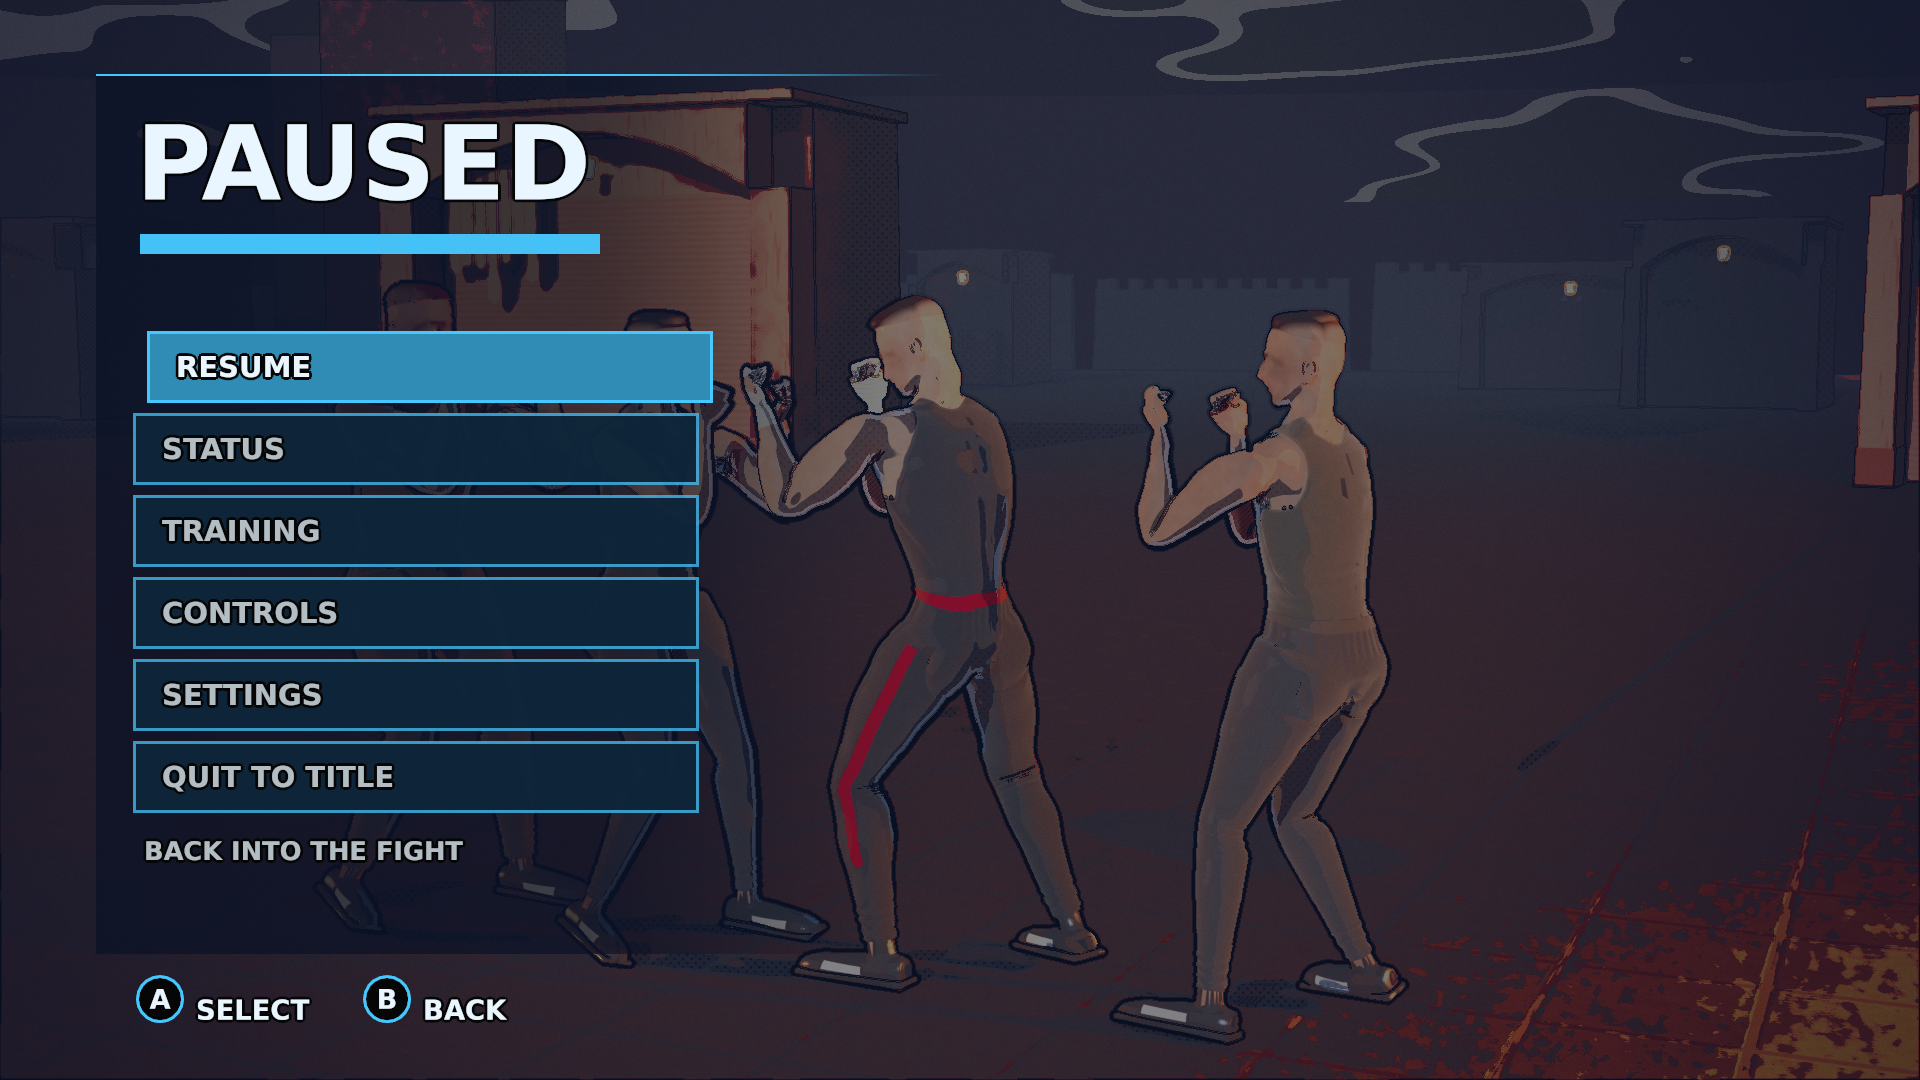 PAUSED
RESUME
STATUS
TRAINING
CONTROLS
SETTINGS
QUIT TO TITLE
BACK INTO THE FIGHT
A SELECT B BACK